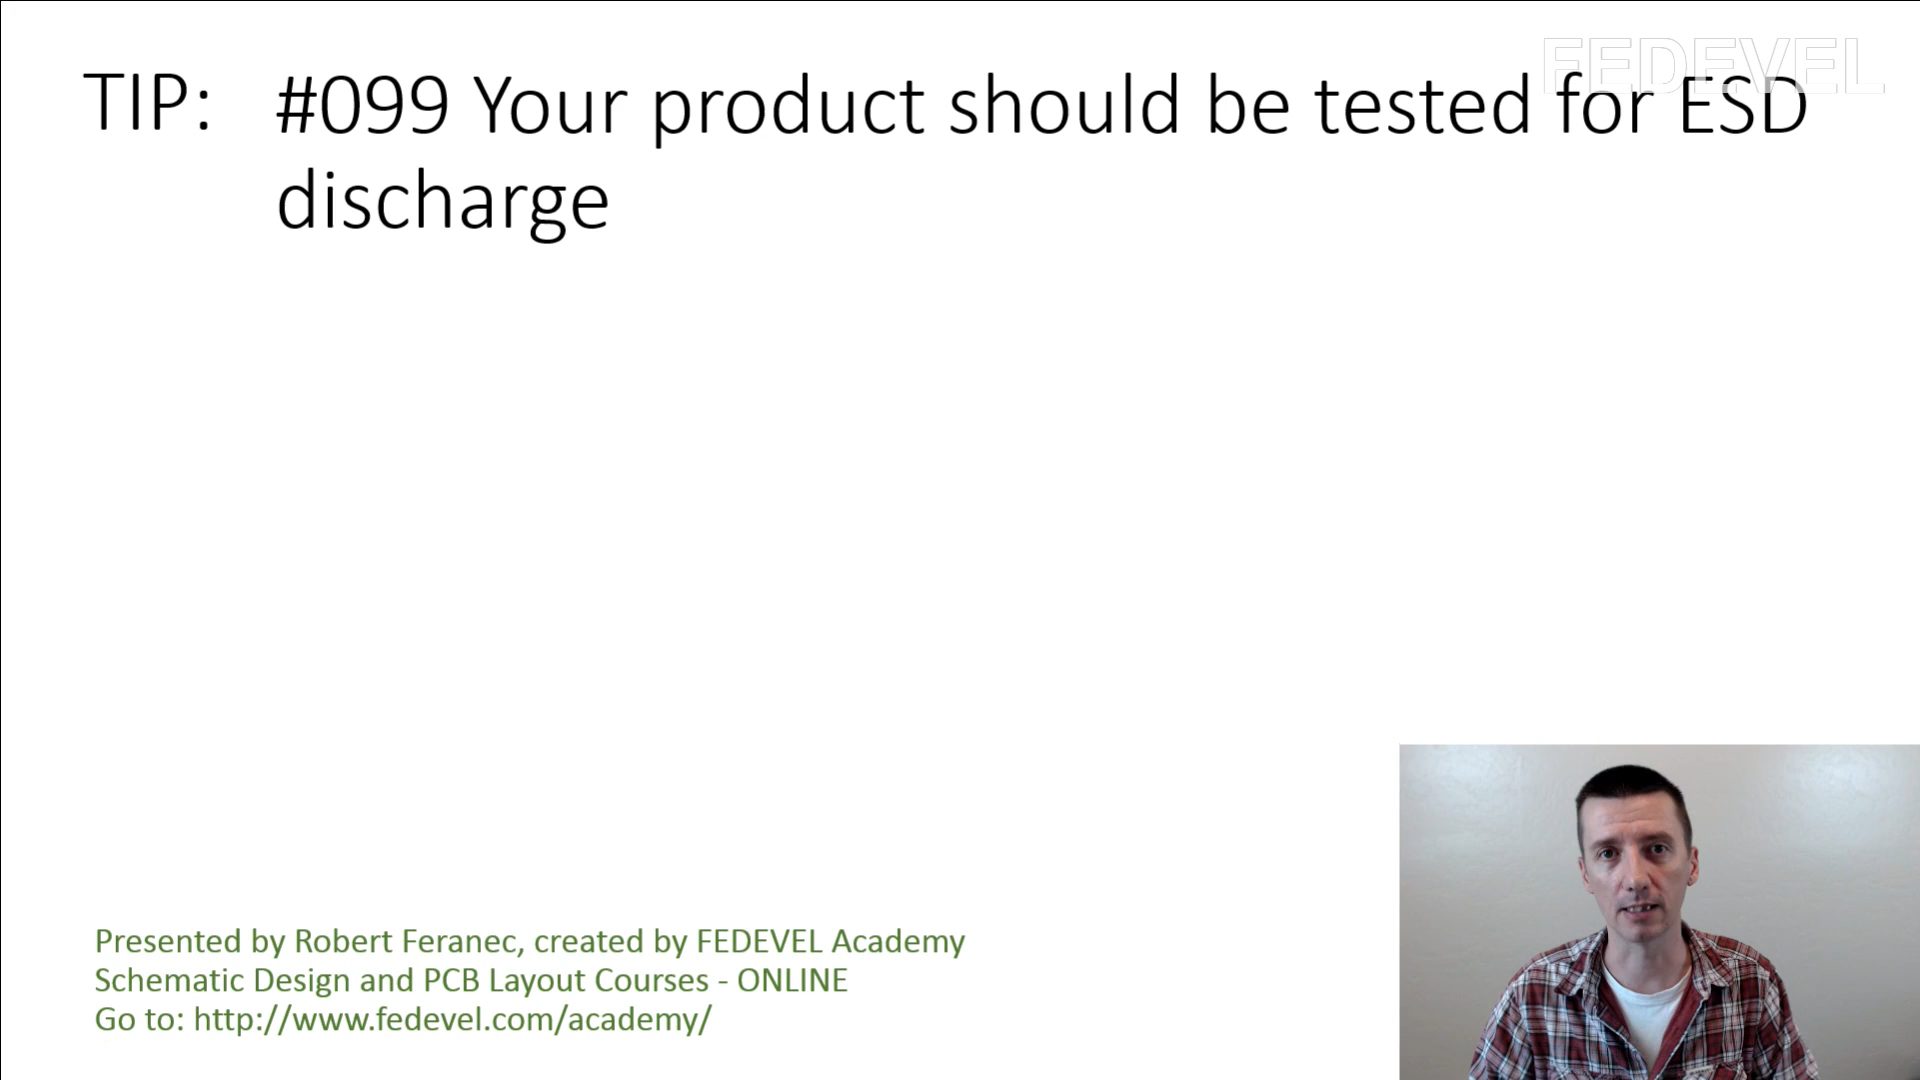 FEDEVEL
TIP: #099 Your product should be tested for ESD
discharge
Presented by Robert Feranec, created by FEDEVEL Academy
Schematic Design and PCB Layout Courses - ONLINE
Go to: http://www.fedevel.com/academy/